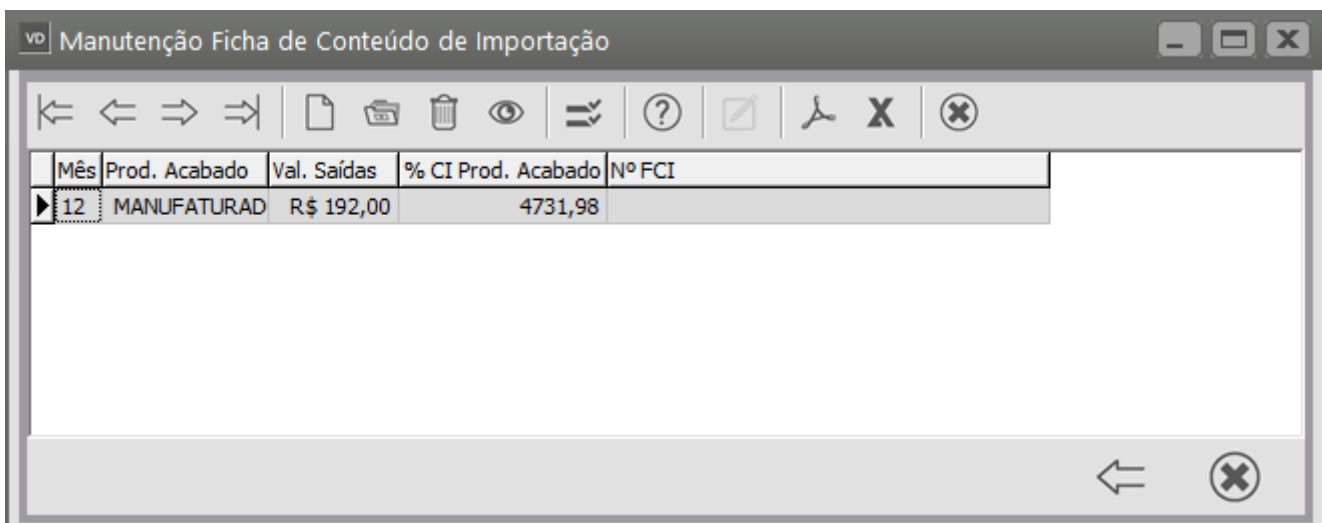 VD Manutenção Ficha de Conteúdo de Importação
Mês Prod. Acabado Val. Saídas % CI Prod. Acabado Nº FCI
12 MANUFATURAD R$ 192,00 4731,98